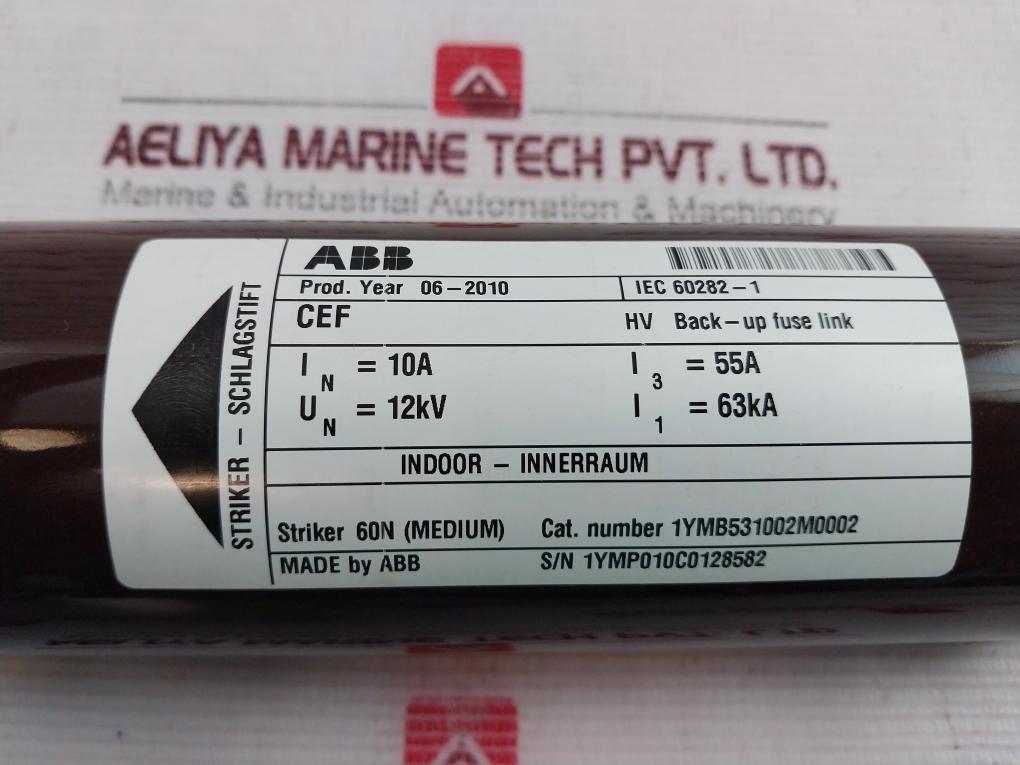 AELIYA MARINE TECH PVT. LTD.
Marine & Industrial Automation & Machinery
STRIKER – SCHLAGSTIFT
ABB
Prod. Year 06–2010 IEC 60282–1
CEF HV Back–up fuse link
I N = 10A I 3 = 55A
U N = 12kV I 1 = 63kA
INDOOR – INNERRAUM
Striker 60N (MEDIUM) Cat. number 1YMB531002M0002
MADE by ABB S/N 1YMP010C0128582